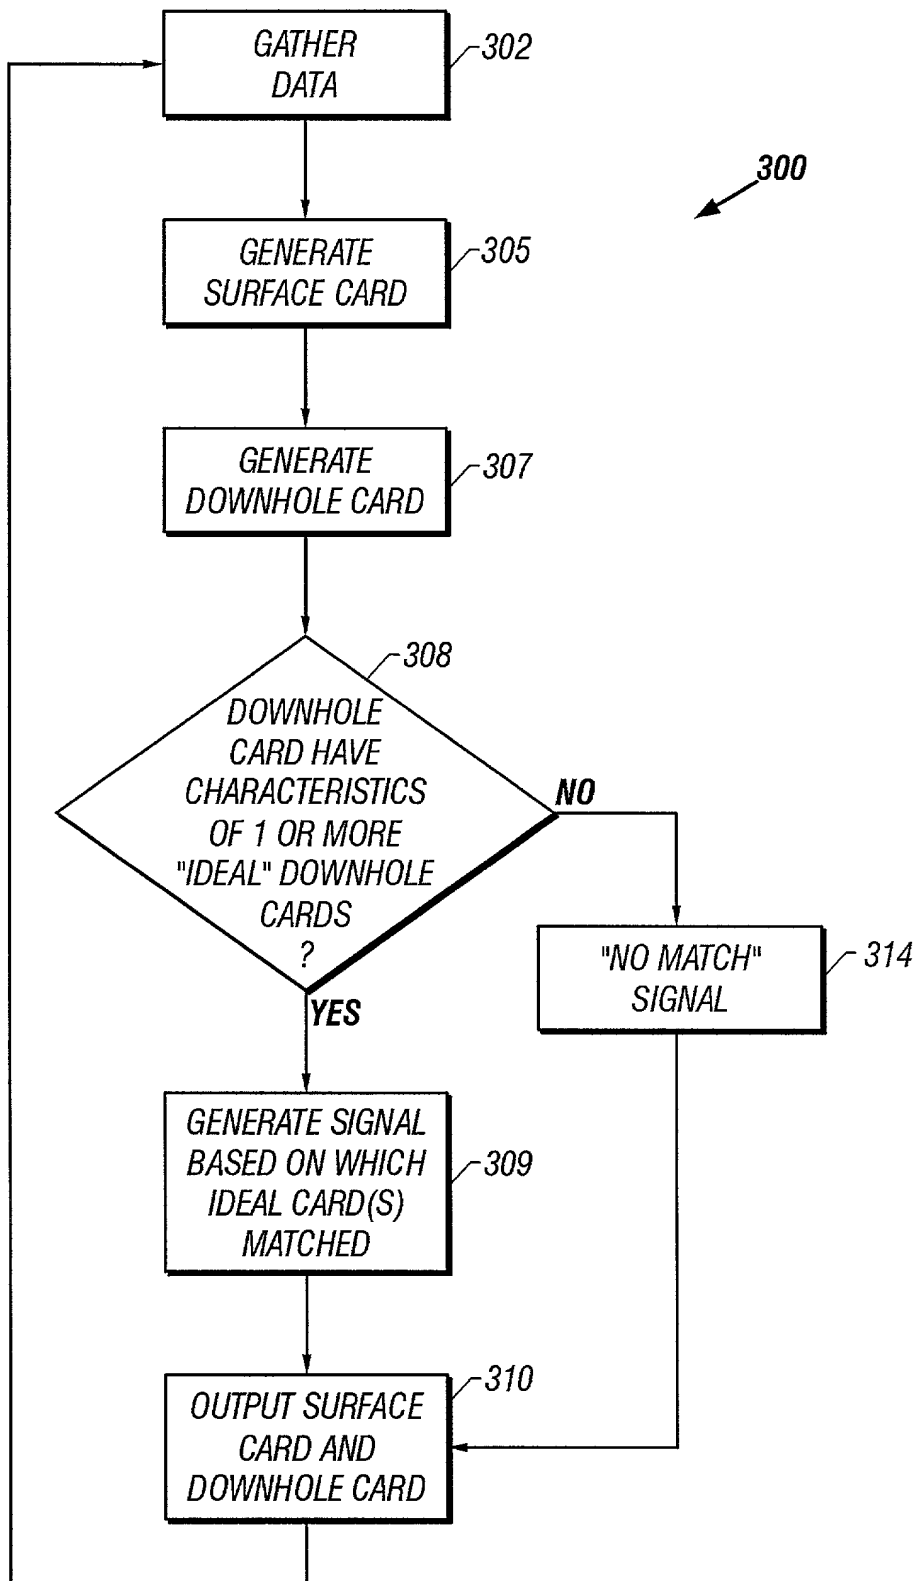 GATHER
DATA
302
300
GENERATE
SURFACE CARD
305
GENERATE
DOWNHOLE CARD
307
308
DOWNHOLE
CARD HAVE
CHARACTERISTICS
OF 1 OR MORE
"IDEAL" DOWNHOLE
CARDS
?
NO
YES
"NO MATCH"
SIGNAL
314
GENERATE SIGNAL
BASED ON WHICH
IDEAL CARD(S)
MATCHED
309
OUTPUT SURFACE
CARD AND
DOWNHOLE CARD
310